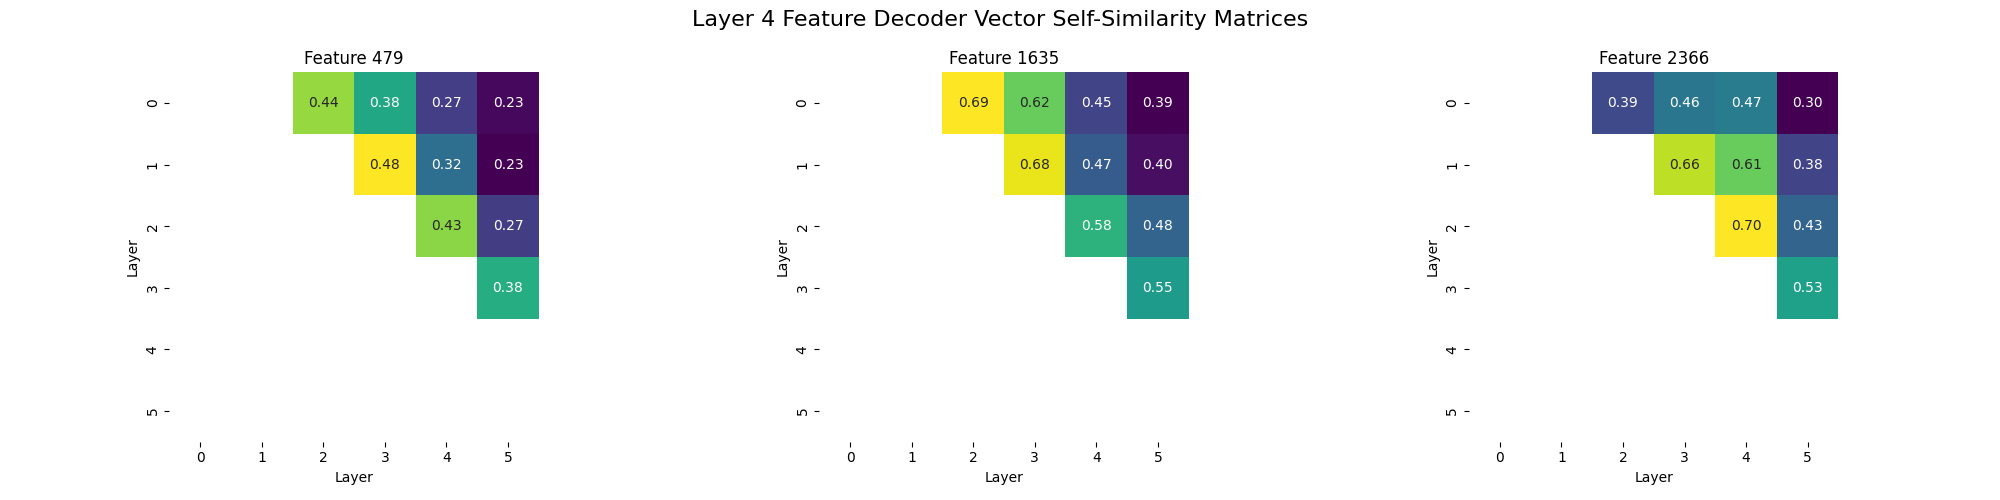 Layer 4 Feature Decoder Vector Self-Similarity Matrices
Feature 479
0
0.44 0.38 0.27 0.23
1
0.48 0.32 0.23
2
0.43 0.27
3
0.38
4
5
Layer
0 1 2 3 4 5
Layer
Feature 1635
0
0.69 0.62 0.45 0.39
1
0.68 0.47 0.40
2
0.58 0.48
3
0.55
4
5
Layer
0 1 2 3 4 5
Layer
Feature 2366
0
0.39 0.46 0.47 0.30
1
0.66 0.61 0.38
2
0.70 0.43
3
0.53
4
5
Layer
0 1 2 3 4 5
Layer